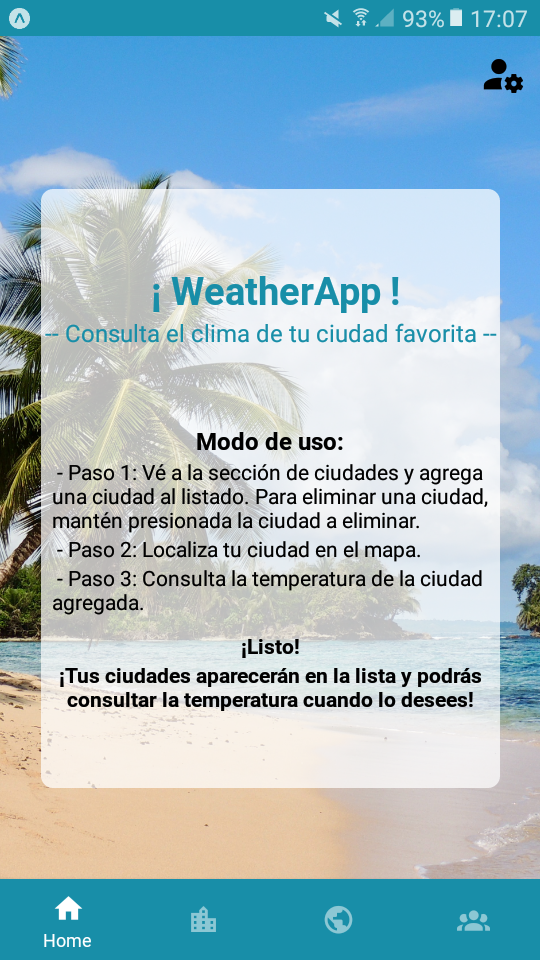 93% 17:07
¡ WeatherApp !
-- Consulta el clima de tu ciudad favorita --
Modo de uso:
- Paso 1: Vé a la sección de ciudades y agrega
una ciudad al listado. Para eliminar una ciudad,
mantén presionada la ciudad a eliminar.
- Paso 2: Localiza tu ciudad en el mapa.
- Paso 3: Consulta la temperatura de la ciudad
agregada.
¡Listo!
¡Tus ciudades aparecerán en la lista y podrás
consultar la temperatura cuando lo desees!
Home